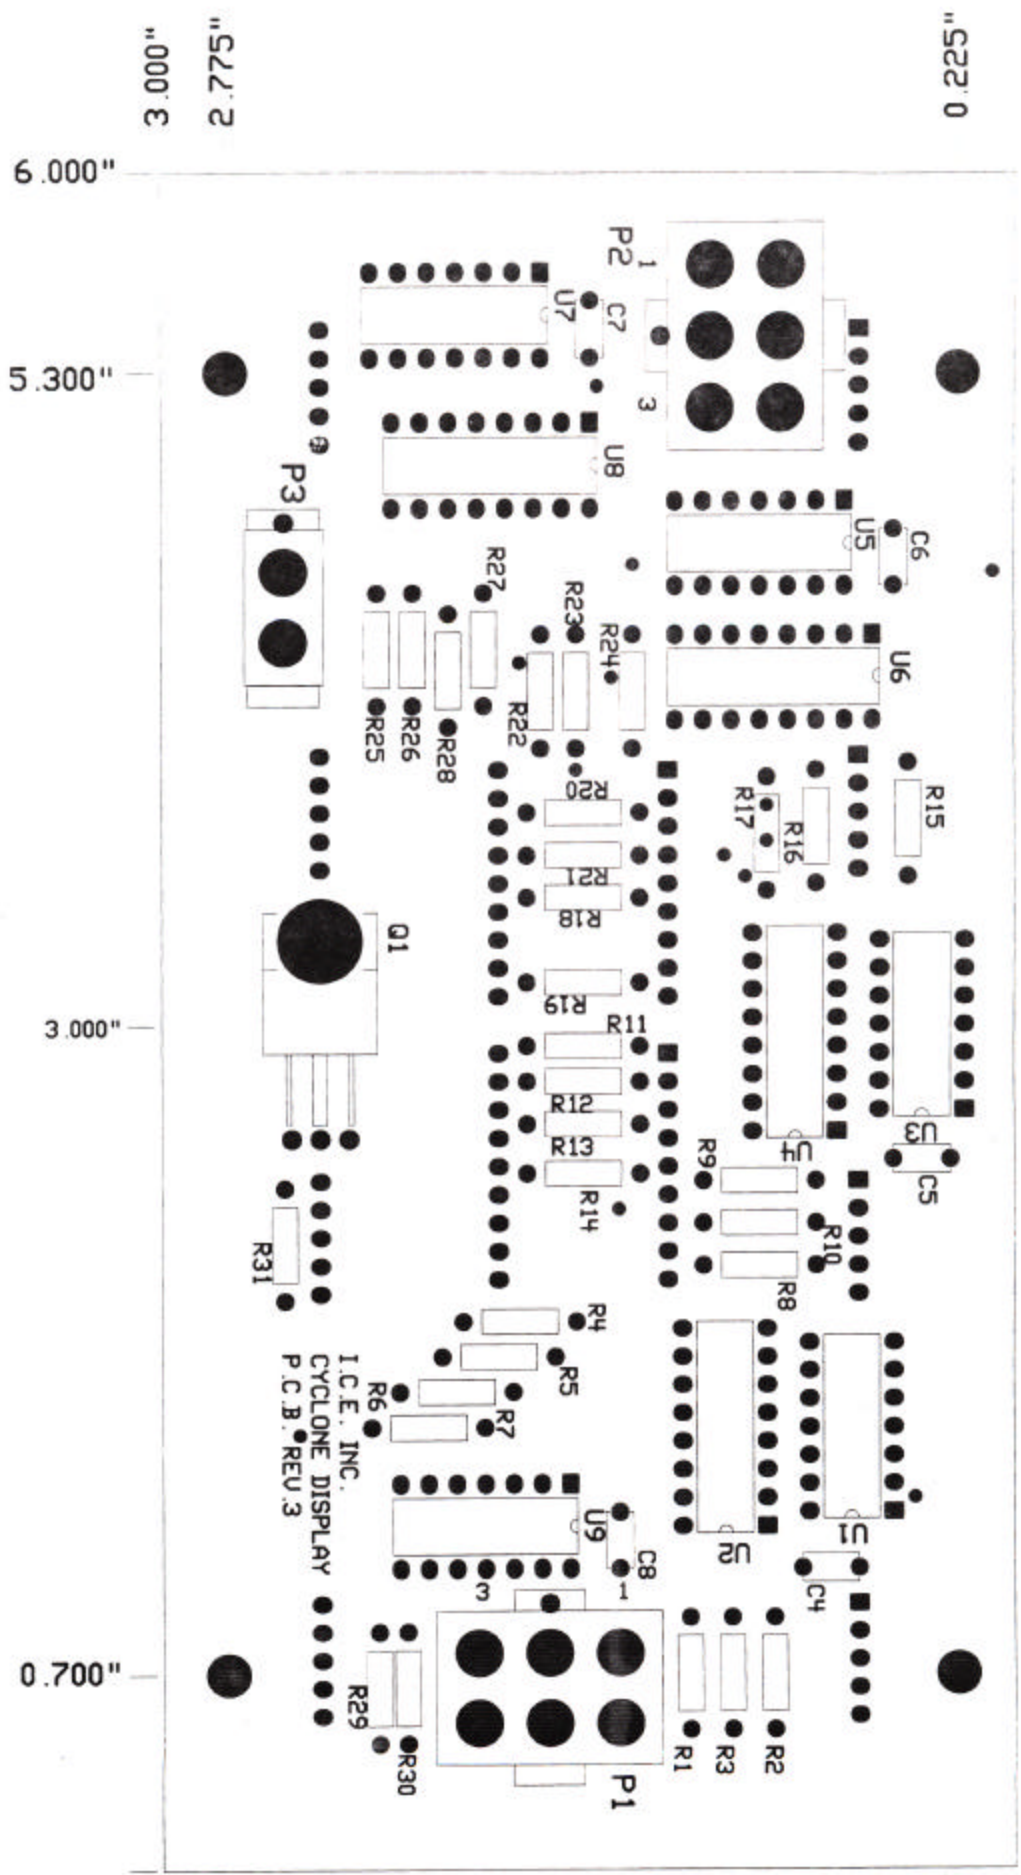 3.000"
2.775"
0.225"
6.000"
P2
1
U7
C7
5.300"
3
U8
P3
U5
C6
R27
R23
R24
U6
R25
R26
R28
R22
R20
R17
R16
R15
R21
R18
Q1
R19
3.000"
R11
R12
U3
U4
R13
R9
C5
R14
R10
R31
R8
R4
R5
R6
R7
I.C.E. INC.
CYCLONE DISPLAY
P.C.B. REV.3
U9
U2
U1
C8
3
1
C4
0.700"
R29
R30
P1
R1
R3
R2